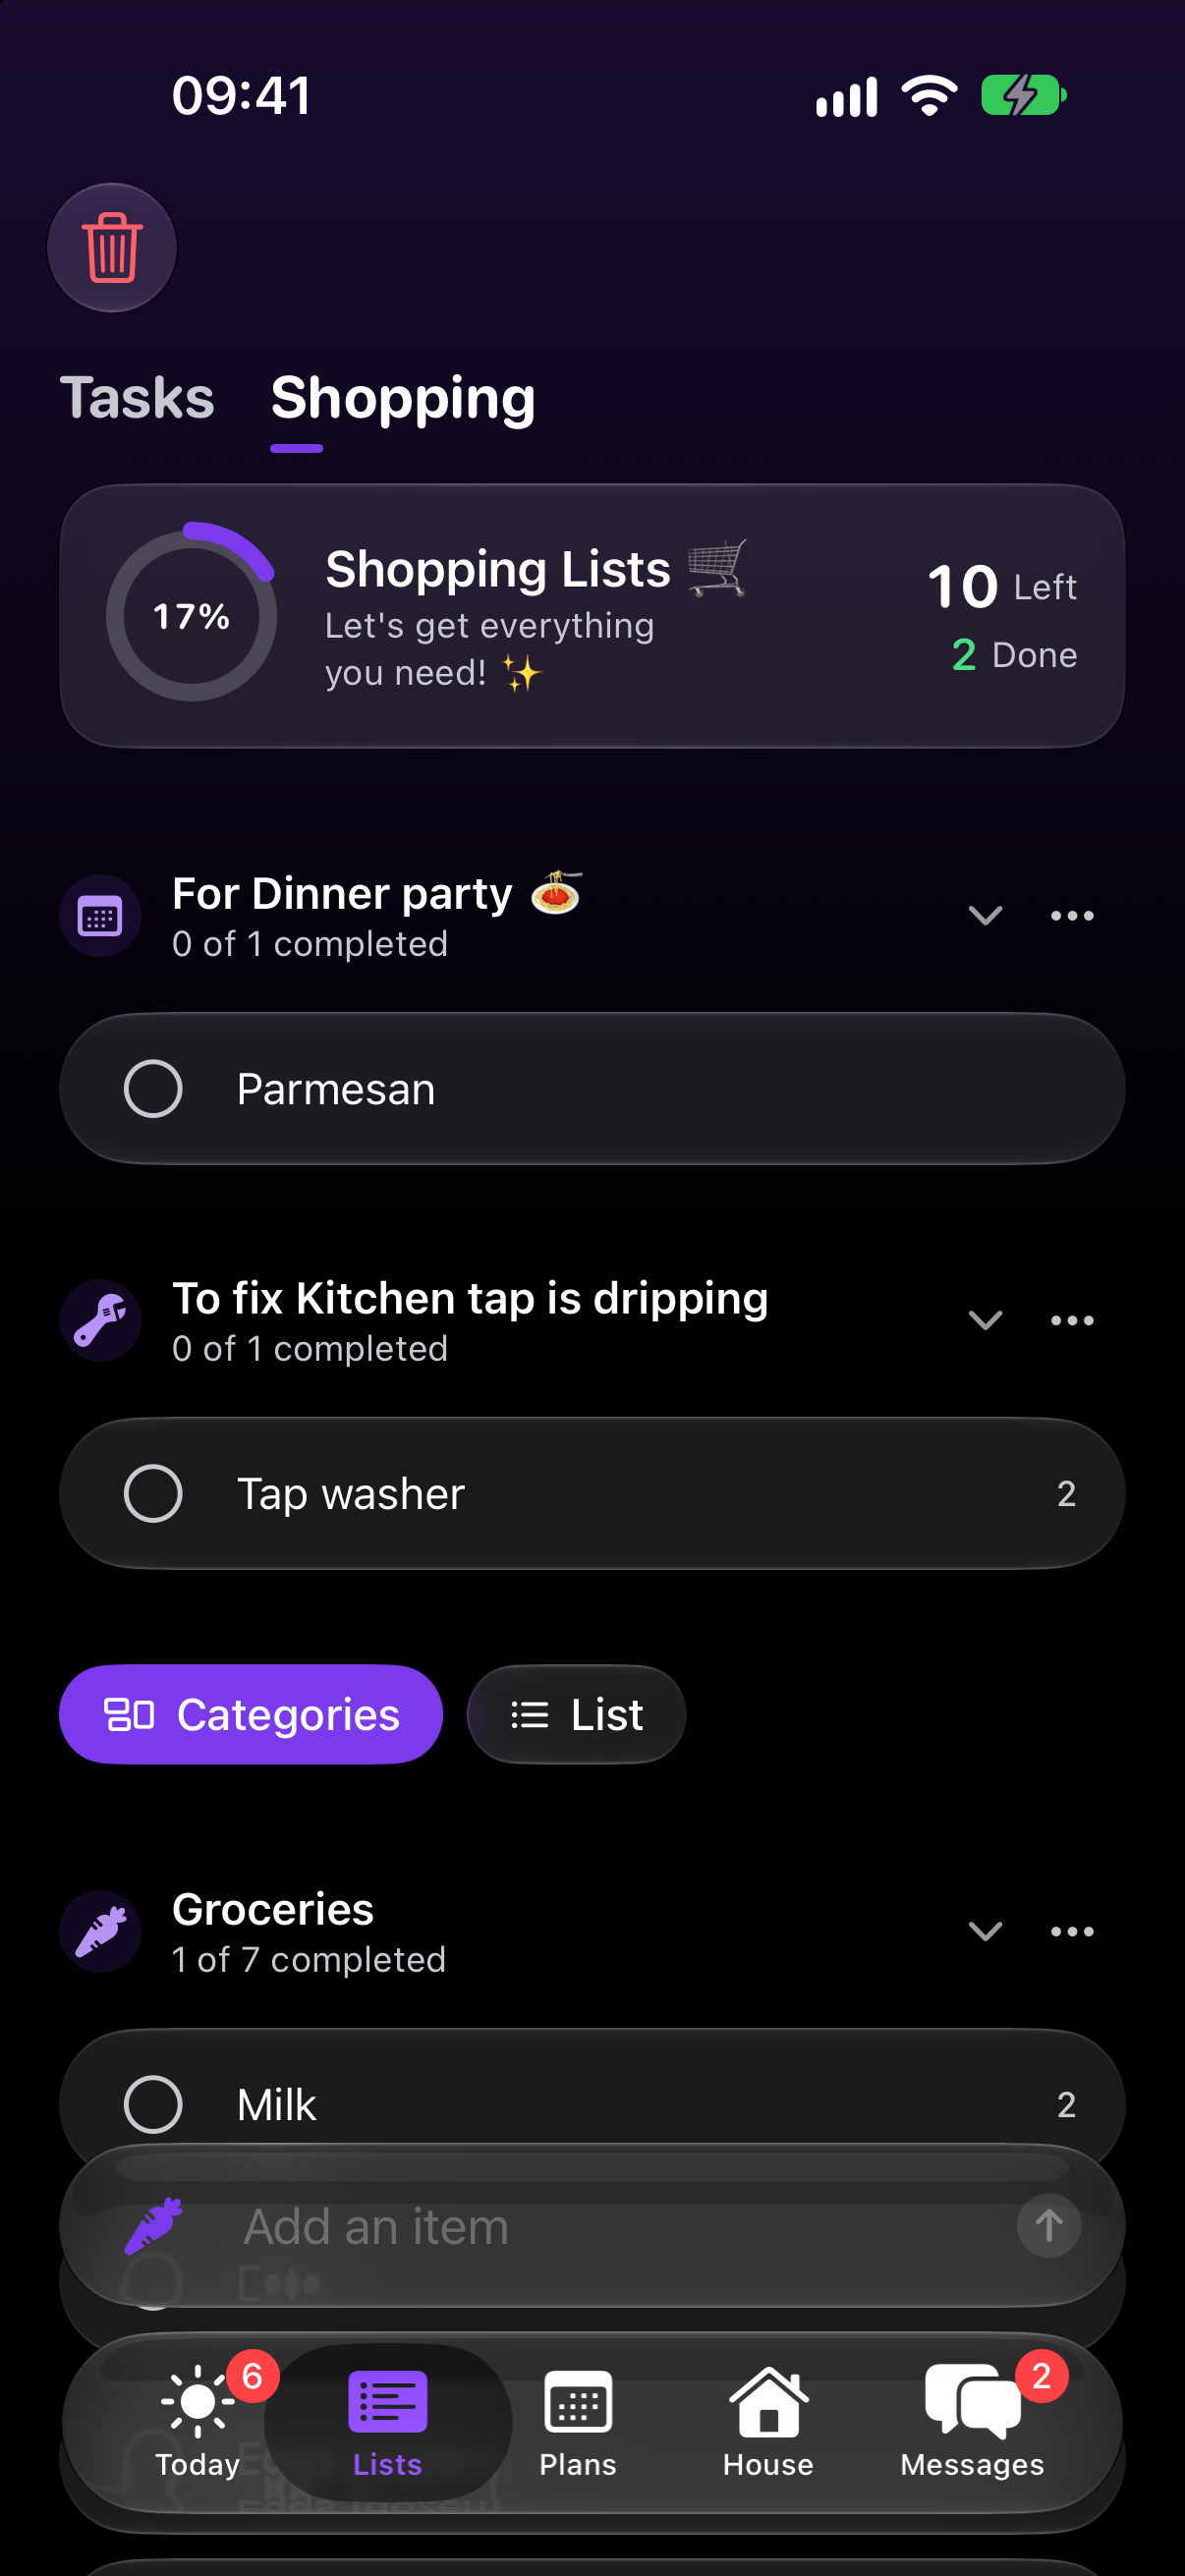 09:41
Tasks Shopping
17%
Shopping Lists 🛒
Let's get everything
you need! ✨
10 Left
2 Done
For Dinner party 🍝
0 of 1 completed
Parmesan
To fix Kitchen tap is dripping
0 of 1 completed
Tap washer 2
Categories List
Groceries
1 of 7 completed
Milk 2
Add an item
6 2
Today Lists Plans House Messages